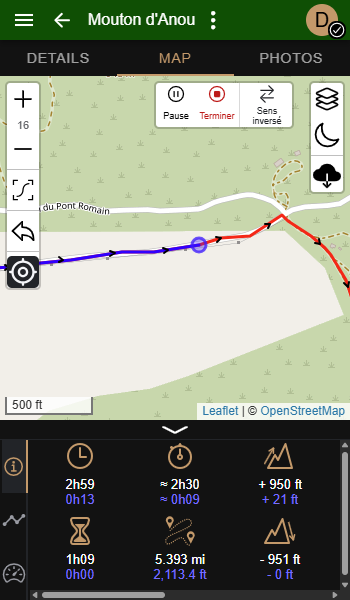 Mouton d'Anou
D
DETAILS
MAP
PHOTOS
+
16
−
Pause
Terminer
Sens
inversé
du Pont Romain
500 ft
Leaflet | © OpenStreetMap
2h59
0h13
≈ 2h30
≈ 0h09
+ 950 ft
+ 21 ft
1h09
0h00
5.393 mi
2,113.4 ft
- 951 ft
- 0 ft